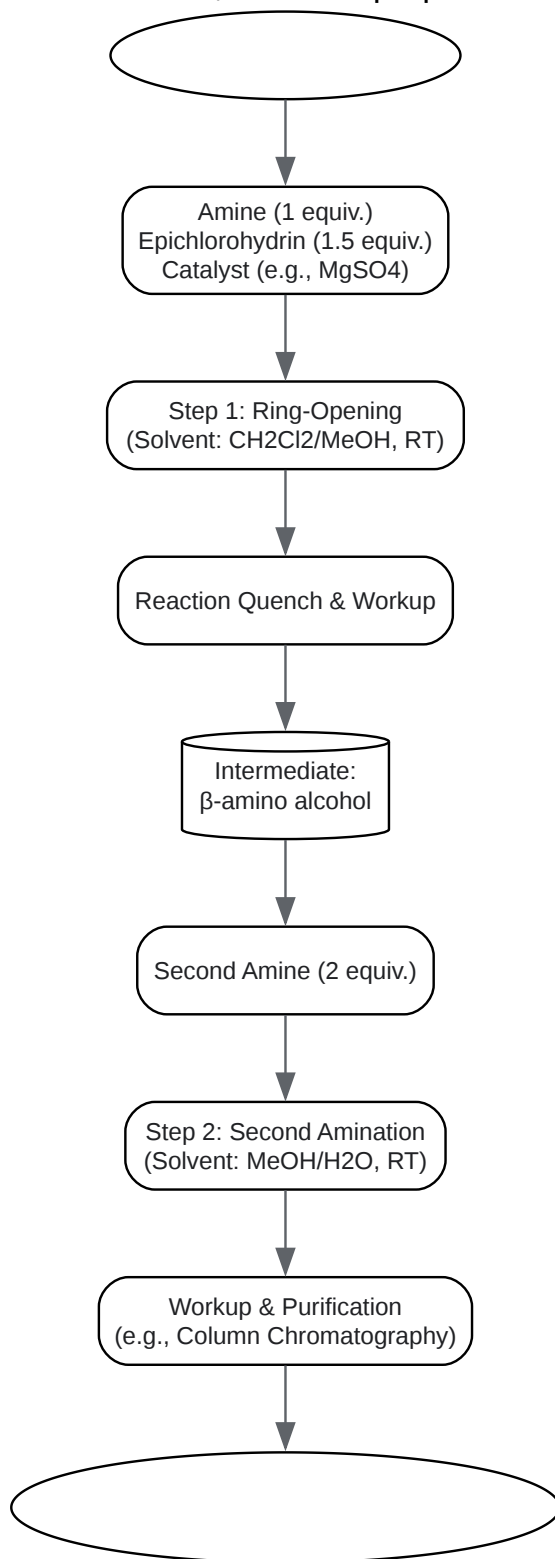 Amine (1 equiv.)
Epichlorohydrin (1.5 equiv.)
Catalyst (e.g., MgSO4)
Step 1: Ring-Opening
(Solvent: CH2Cl2/MeOH, RT)
Reaction Quench & Workup
Intermediate:
β-amino alcohol
Second Amine (2 equiv.)
Step 2: Second Amination
(Solvent: MeOH/H2O, RT)
Workup & Purification
(e.g., Column Chromatography)